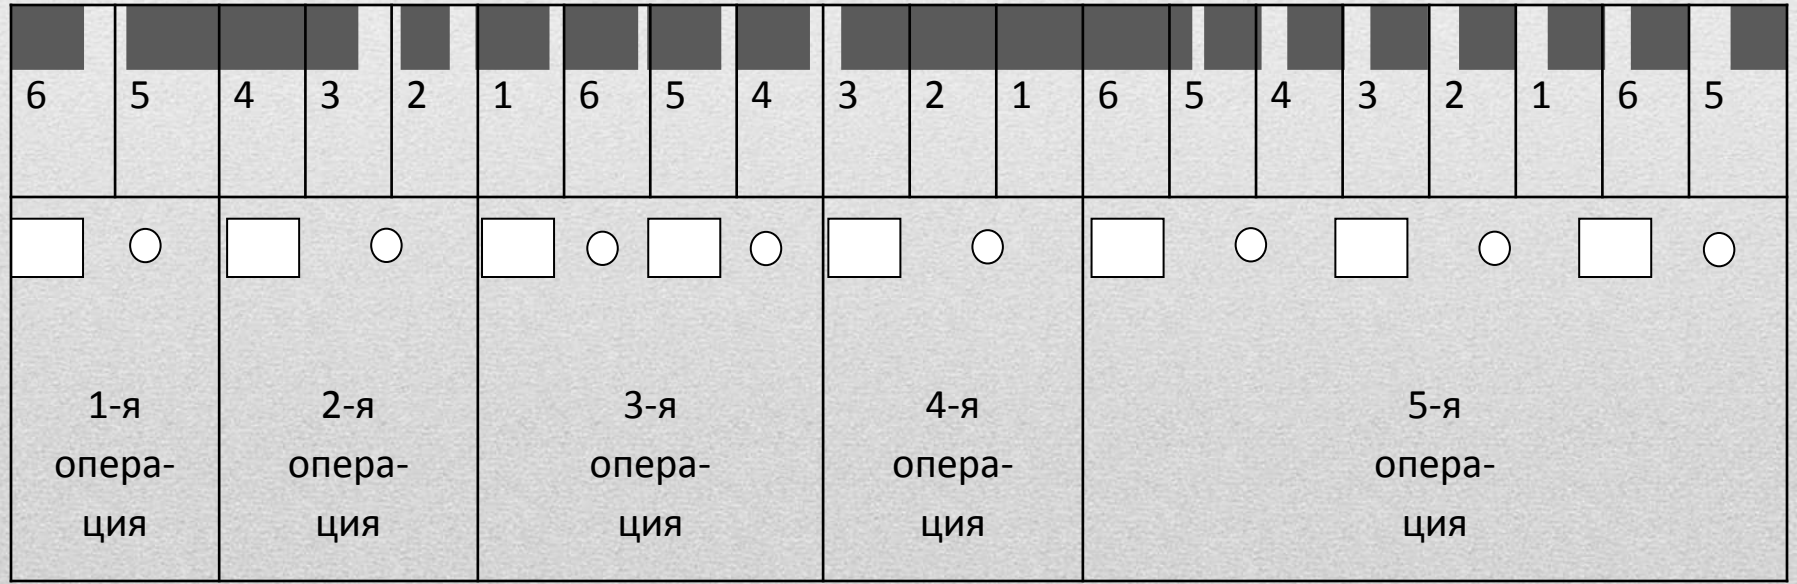 6 5 4 3 2 1 6 5 4 3 2 1 6 5 4 3 2 1 6 5
1-я
опера-
ция
2-я
опера-
ция
3-я
опера-
ция
4-я
опера-
ция
5-я
опера-
ция